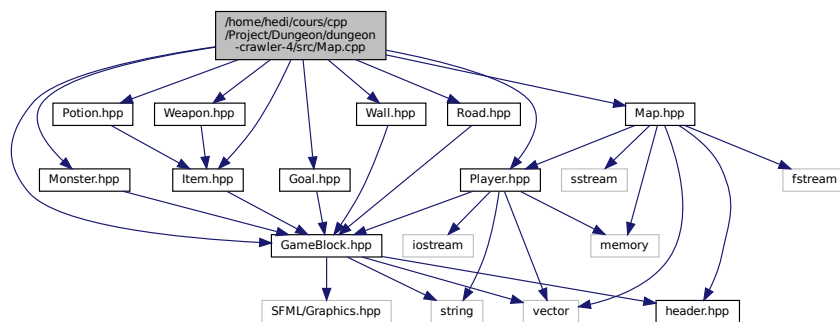 /home/hedi/cours/cpp
/Project/Dungeon/dungeon
-crawler-4/src/Map.cpp
Potion.hpp
Weapon.hpp
Wall.hpp
Road.hpp
Map.hpp
Monster.hpp
Item.hpp
Goal.hpp
Player.hpp
sstream
fstream
GameBlock.hpp
iostream
memory
SFML/Graphics.hpp
string
vector
header.hpp